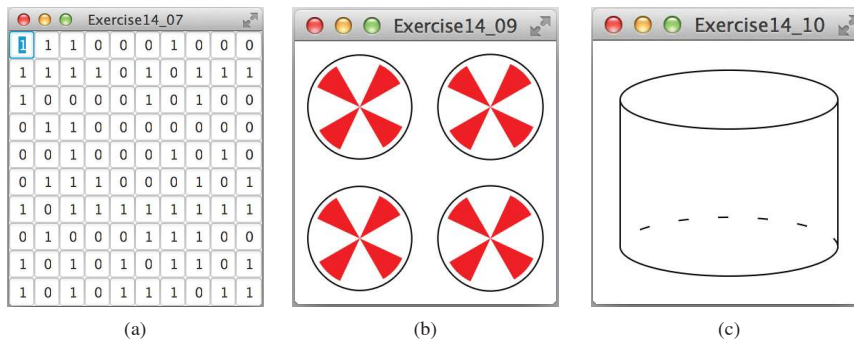 Exercise14_07
1 1 1 0 0 0 1 0 0 0
1 1 1 1 1 0 1 0 1 1 1
1 0 0 0 0 1 0 1 0 0
0 1 1 0 0 0 0 0 0 0
0 0 1 0 0 0 1 0 1 0
0 1 1 1 0 0 0 1 0 1
1 0 1 1 1 1 1 1 1 1
0 1 0 0 0 1 1 1 0 0
1 0 1 0 1 0 1 1 0 1
1 0 1 0 1 1 1 0 1 1
(a)
Exercise14_09
(b)
Exercise14_10
(c)